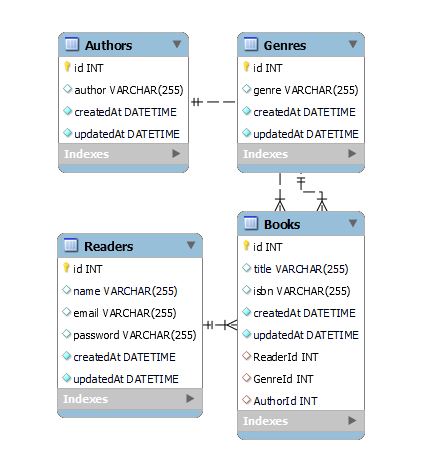 Authors
id INT
author VARCHAR(255)
createdAt DATETIME
updatedAt DATETIME
Indexes
Genres
id INT
genre VARCHAR(255)
createdAt DATETIME
updatedAt DATETIME
Indexes
Readers
id INT
name VARCHAR(255)
email VARCHAR(255)
password VARCHAR(255)
createdAt DATETIME
updatedAt DATETIME
Indexes
Books
id INT
title VARCHAR(255)
isbn VARCHAR(255)
createdAt DATETIME
updatedAt DATETIME
ReaderId INT
GenreId INT
AuthorId INT
Indexes